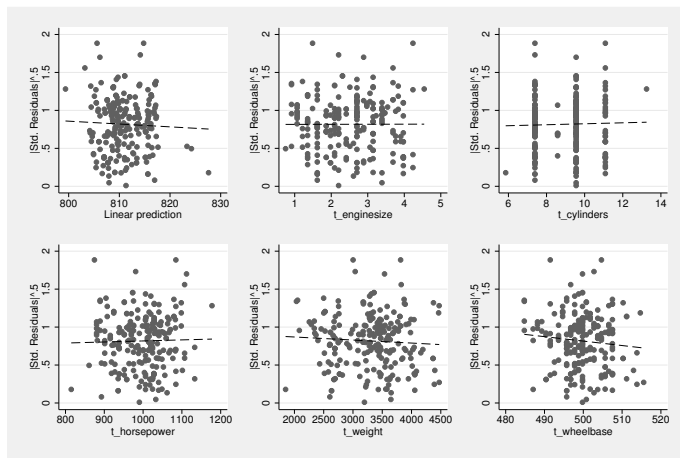 |Std. Residuals|^.5
0 .5 1 1.5 2
800 810 820 830
Linear prediction
|Std. Residuals|^.5
0 .5 1 1.5 2
1 2 3 4 5
t_enginesize
|Std. Residuals|^.5
0 .5 1 1.5 2
6 8 10 12 14
t_cylinders
|Std. Residuals|^.5
0 .5 1 1.5 2
800 900 1000 1100 1200
t_horsepower
|Std. Residuals|^.5
0 .5 1 1.5 2
2000 2500 3000 3500 4000 4500
t_weight
|Std. Residuals|^.5
0 .5 1 1.5 2
480 490 500 510 520
t_wheelbase